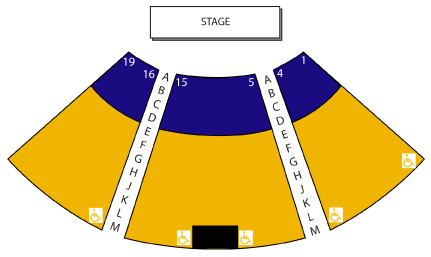 STAGE
19 16 15 5 4 1
A A
B B
C C
D D
E E
F F
G G
H H
J J
K K
L L
M M